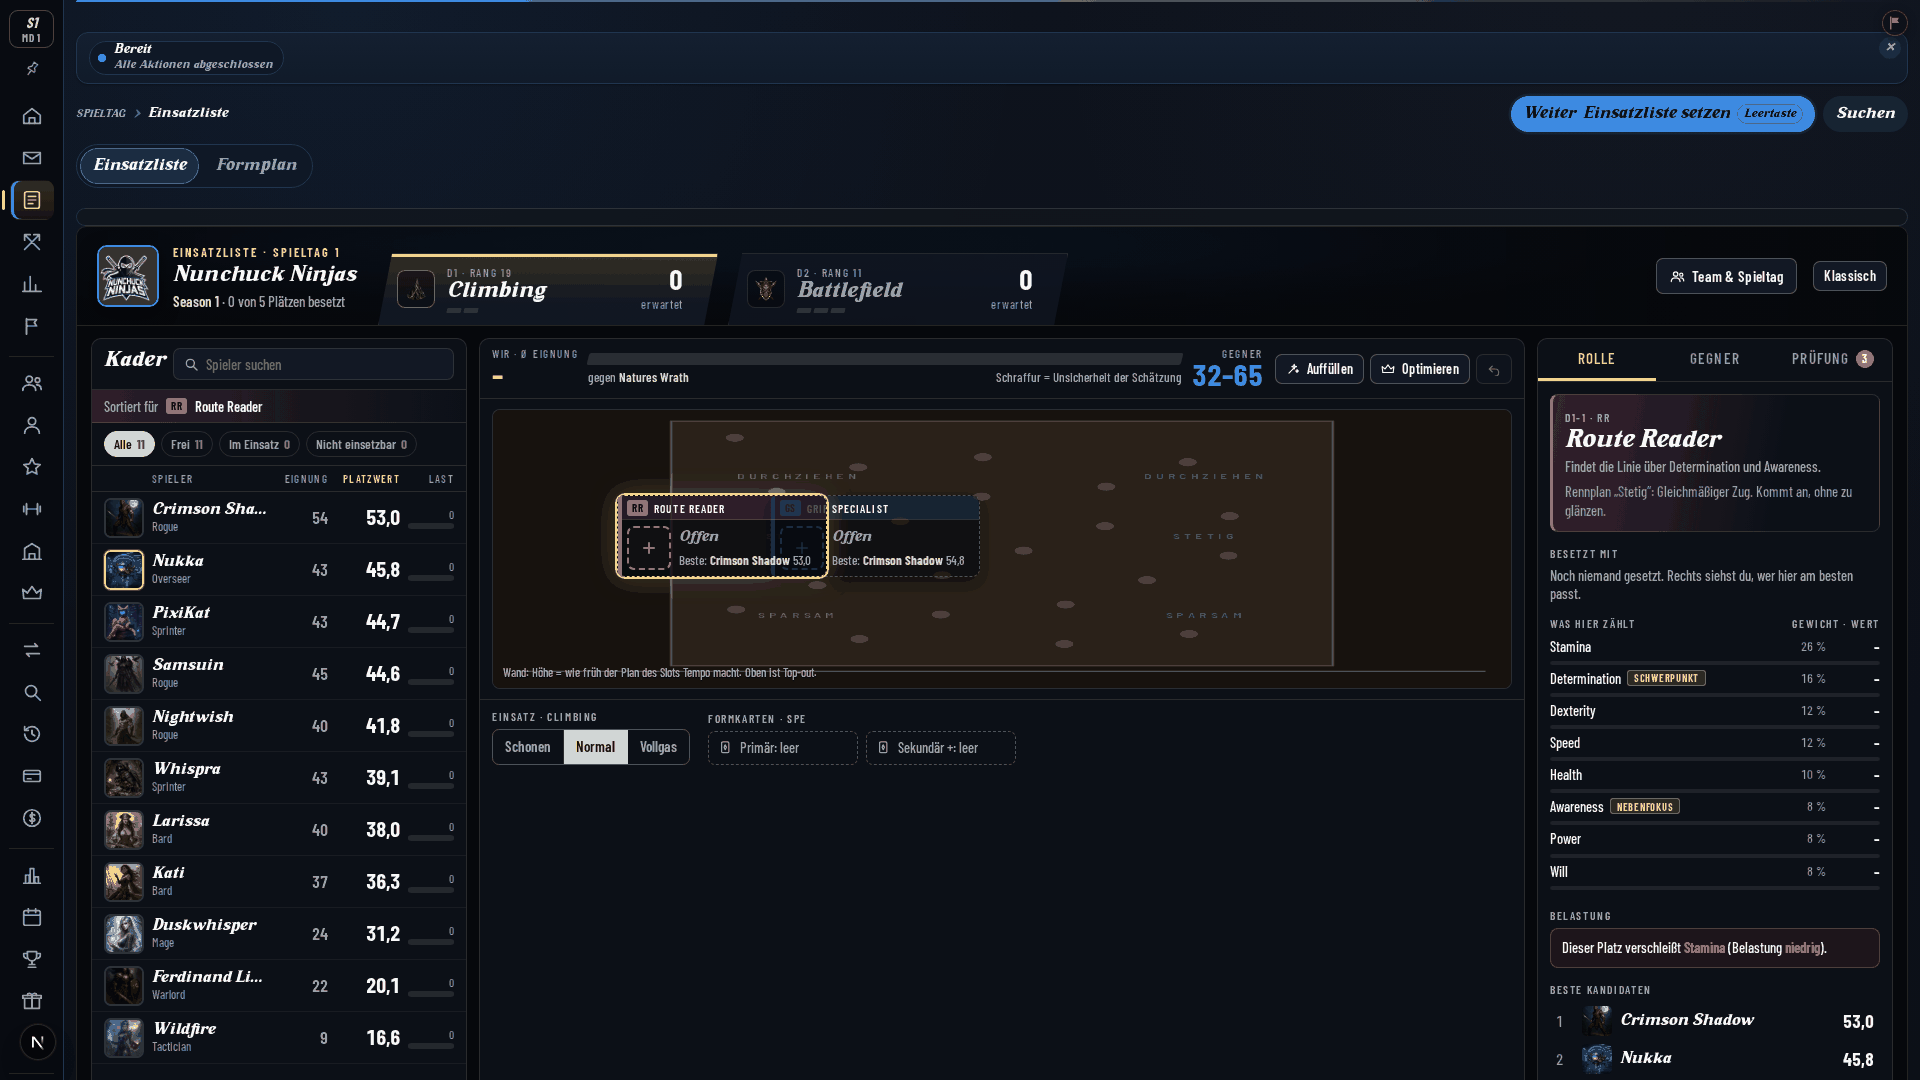 S1
MD 1
Bereit
Alle Aktionen abgeschlossen
SPIELTAG > Einsatzliste
Weiter Einsatzliste setzen Leertaste
Suchen
Einsatzliste
Formplan
EINSATZLISTE · SPIELTAG 1
Nunchuck Ninjas
Season 1 · 0 von 5 Plätzen besetzt
NUNCHUCK NINJAS
D1 · RANG 19
Climbing
0
erwartet
D2 · RANG 11
Battlefield
0
erwartet
Team & Spieltag
Klassisch
Kader
Spieler suchen
Sortiert für RR Route Reader
Alle 11
Frei 11
Im Einsatz 0
Nicht einsetzbar 0
SPIELER EIGNUNG PLATZWERT LAST
Crimson Sha... 54 53,0 0
Rogue
Nukka 43 45,8 0
Overseer
PixiKat 43 44,7 0
Sprinter
Samsuin 45 44,6 0
Rogue
Nightwish 40 41,8 0
Rogue
Whispra 43 39,1 0
Sprinter
Larissa 40 38,0 0
Bard
Kati 37 36,3 0
Bard
Duskwhisper 24 31,2 0
Mage
Ferdinand Li... 22 20,1 0
Warlord
Wildfire 9 16,6 0
Tactician
N
WIR · Ø EIGNUNG
–
gegen Natures Wrath
Schraffur = Unsicherheit der Schätzung
GEGNER
32–65
Auffüllen
Optimieren
DURCHZIEHEN
DURCHZIEHEN
STETIG
SPARSAM
SPARSAM
RR ROUTE READER
Offen
Beste: Crimson Shadow 53,0
GS GRIP SPECIALIST
Offen
Beste: Crimson Shadow 54,8
Wand: Höhe = wie früh der Plan des Slots Tempo macht. Oben ist Top-out.
EINSATZ · CLIMBING
Schonen
Normal
Vollgas
FORMKARTEN · SPE
Primär: leer
Sekundär +: leer
ROLLE
GEGNER
PRÜFUNG 3
D1-1 · RR
Route Reader
Findet die Linie über Determination und Awareness.
Rennplan „Stetig“: Gleichmäßiger Zug. Kommt an, ohne zu
glänzen.
BESETZT MIT
Noch niemand gesetzt. Rechts siehst du, wer hier am besten
passt.
WAS HIER ZÄHLT GEWICHT · WERT
Stamina 26 % –
Determination SCHWERPUNKT 16 % –
Dexterity 12 % –
Speed 12 % –
Health 10 % –
Awareness NEBENFOKUS 8 % –
Power 8 % –
Will 8 % –
BELASTUNG
Dieser Platz verschleißt Stamina (Belastung niedrig).
BESTE KANDIDATEN
1 Crimson Shadow 53,0
2 Nukka 45,8